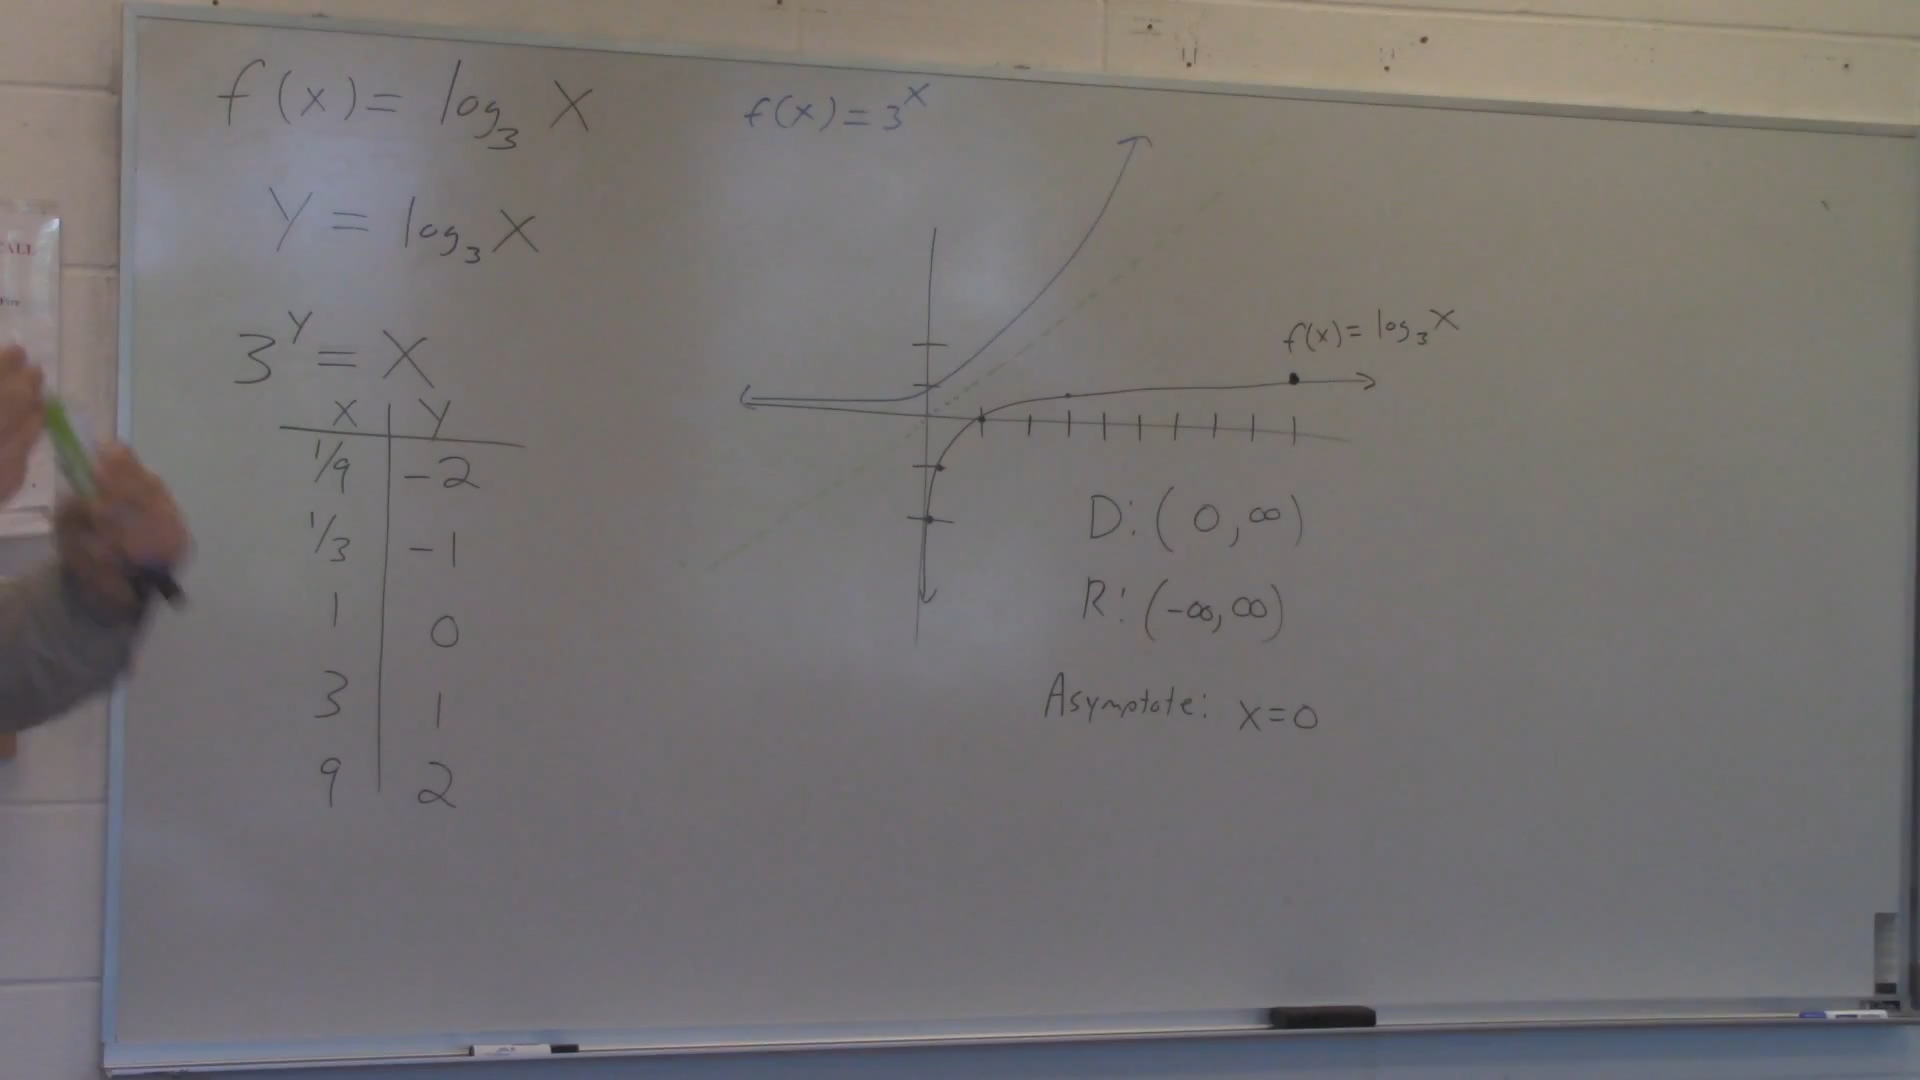 f(x) = log₃ X
Y = log₃ X
3^Y = X
X Y
1/9 -2
1/3 -1
1 0
3 1
9 2
f(x) = 3^X
f(x) = log₃ X
D: (0, ∞)
R: (-∞, ∞)
Asymptote: X = 0